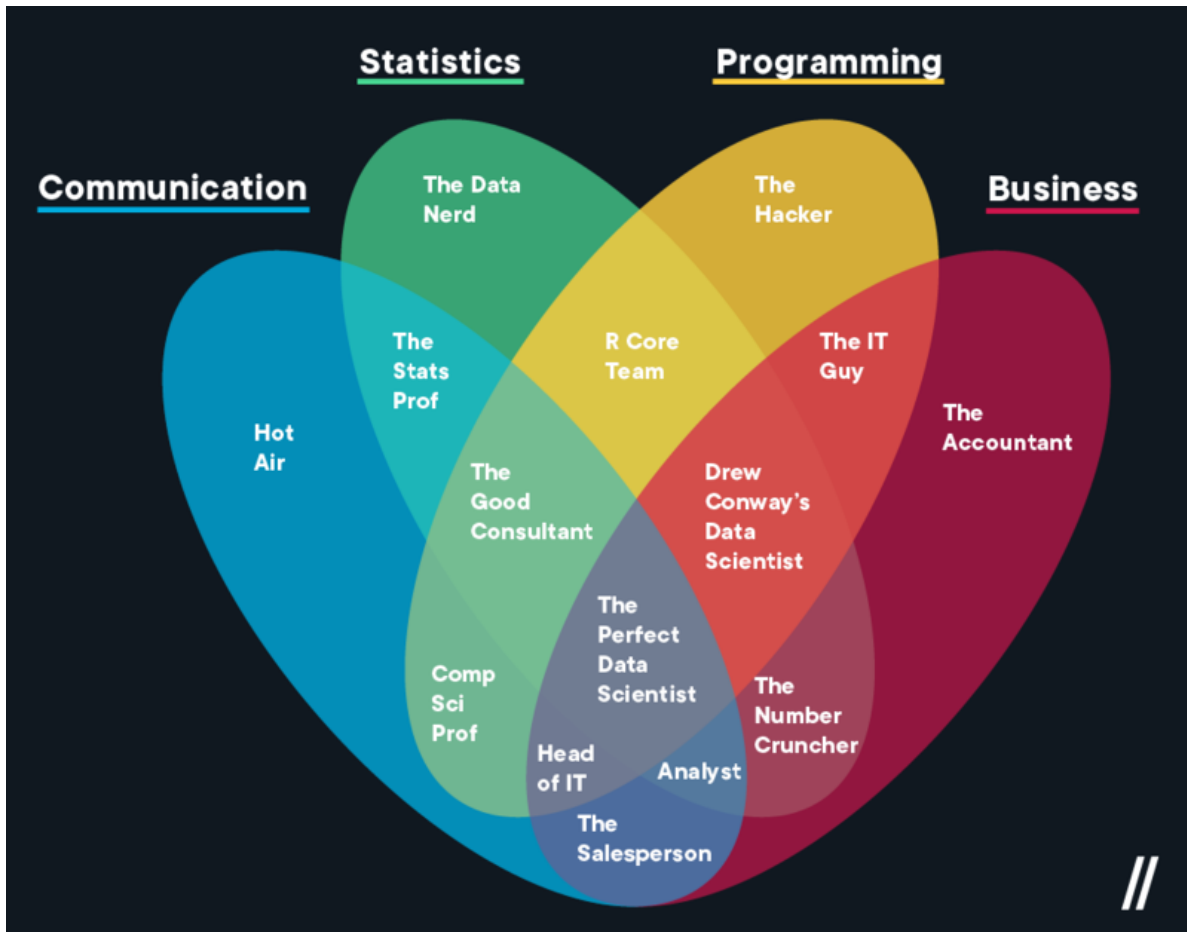 Statistics
Programming
Communication
Business
The Data
Nerd
The
Hacker
The
Stats
Prof
R Core
Team
The IT
Guy
Hot
Air
The
Accountant
The
Good
Consultant
Drew
Conway's
Data
Scientist
The
Perfect
Data
Scientist
Comp
Sci
Prof
The
Number
Cruncher
Head
of IT
Analyst
The
Salesperson
//